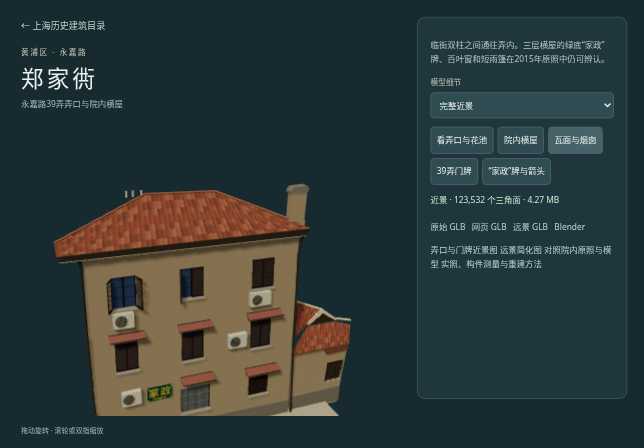 ← 上海历史建筑目录
黄浦区 · 永嘉路
郑家衖
永嘉路39弄弄口与院内横屋
临街双柱之间通往弄内。三层横屋的绿底“家政”
牌、百叶窗和短雨篷在2015年原照中仍可辨认。
模型细节
完整近景
看弄口与花池 院内横屋 瓦面与烟囱
39弄门牌 “家政”牌与箭头
近景 · 123,532 个三角面 · 4.27 MB
原始 GLB 网页 GLB 远景 GLB Blender
弄口与门牌近景图 远景简化图 对照院内原照与模
型 实照、构件测量与重建方法
家政
拖动旋转 · 滚轮或双指缩放